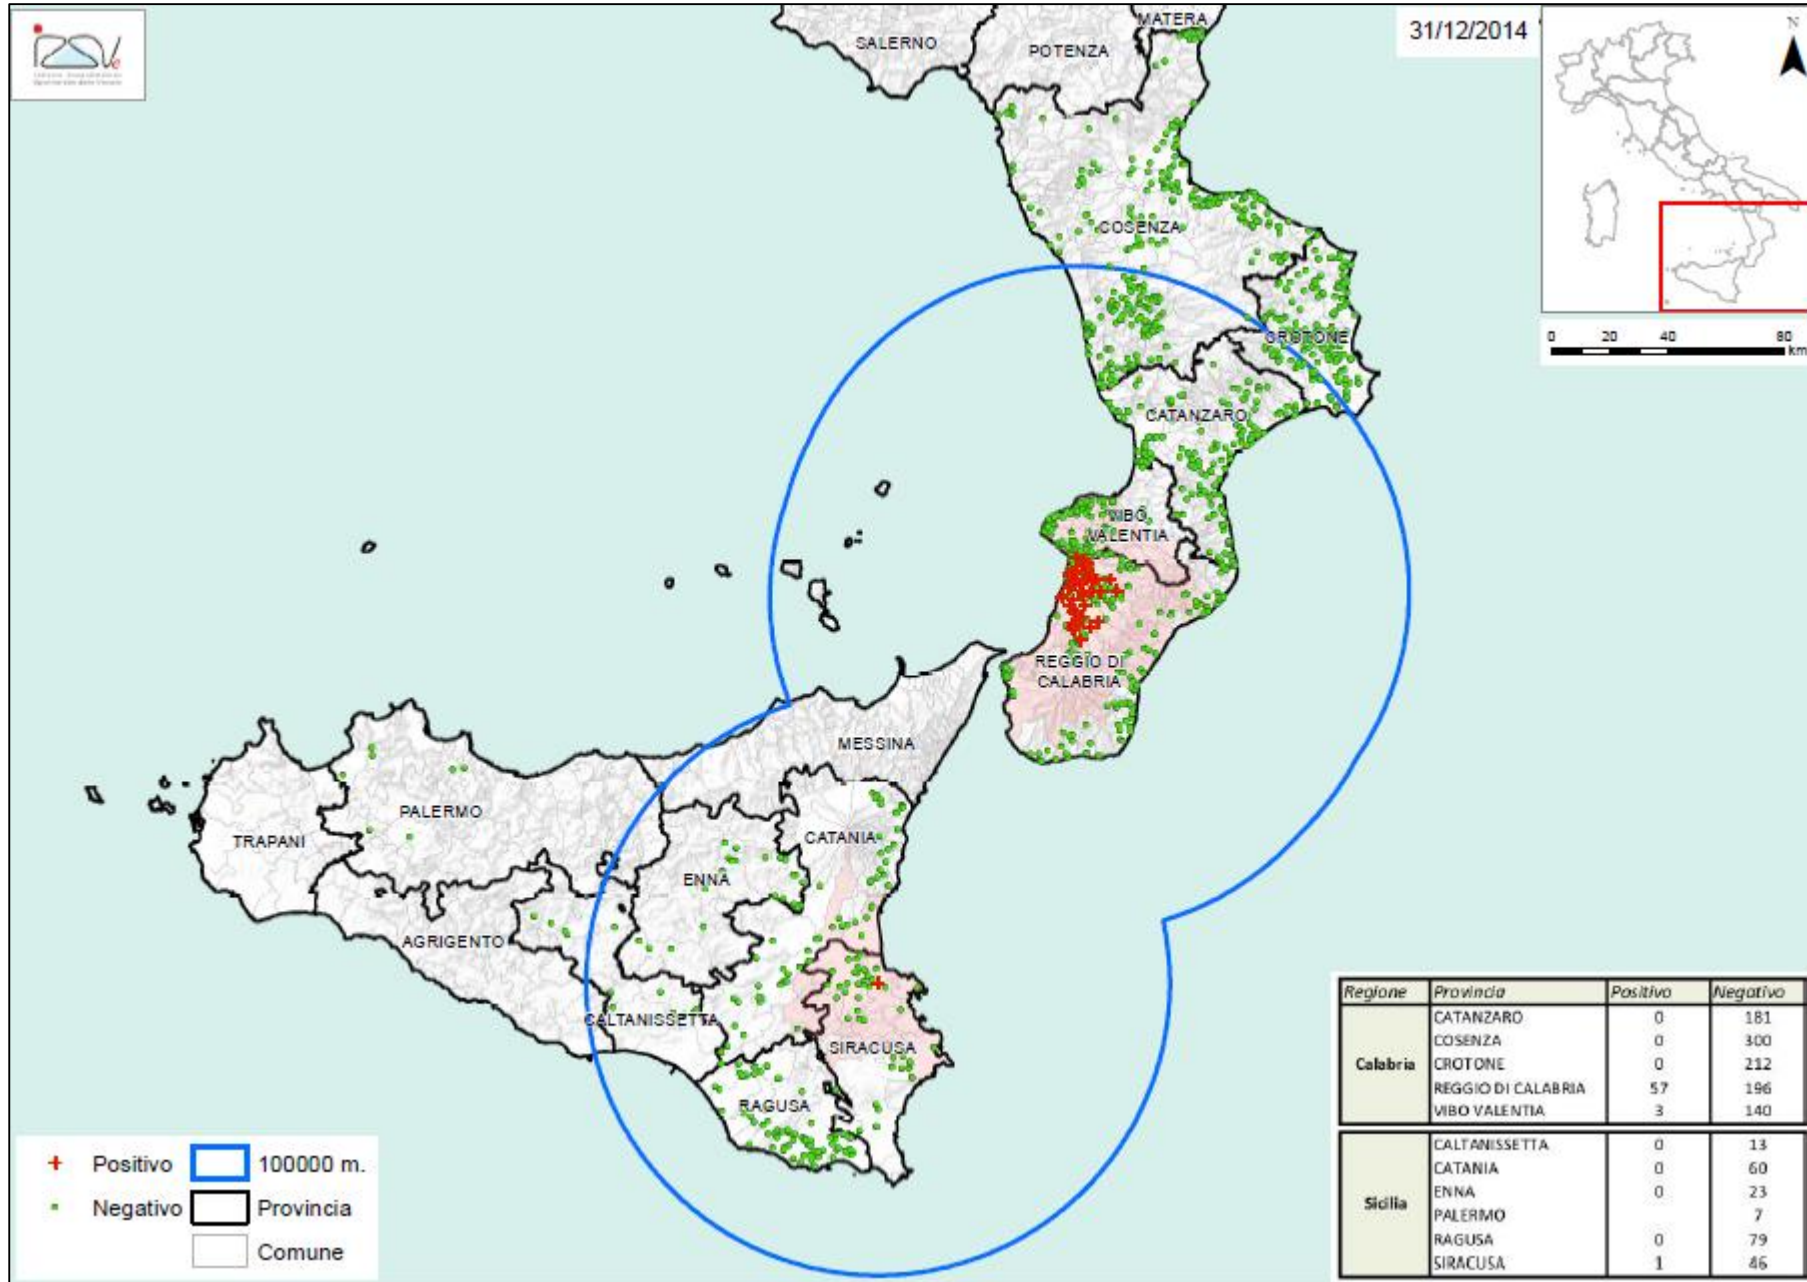 MATERA
SALERNO
POTENZA
31/12/2014
N
COSENZA
CROTONE
0 20 40 80
km
CATANZARO
VIBO
VALENTIA
REGGIO DI
CALABRIA
MESSINA
PALERMO
TRAPANI
CATANIA
ENNA
AGRIGENTO
CALTANISSETTA
SIRACUSA
RAGUSA
Positivo 100000 m.
Negativo Provincia
Comune
Regione Provincia Positivo Negativo
CATANZARO 0 181
COSENZA 0 300
Calabria CROTONE 0 212
REGGIO DI CALABRIA 57 196
VIBO VALENTIA 3 140
CALTANISSETTA 0 13
CATANIA 0 60
ENNA 0 23
Sicilia PALERMO 7
RAGUSA 0 79
SIRACUSA 1 46